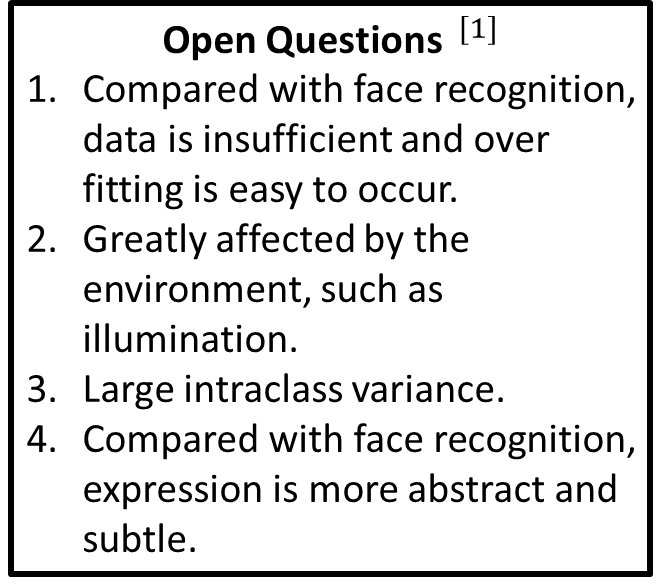 Open Questions [1]
1. Compared with face recognition,
data is insufficient and over
fitting is easy to occur.
2. Greatly affected by the
environment, such as
illumination.
3. Large intraclass variance.
4. Compared with face recognition,
expression is more abstract and
subtle.